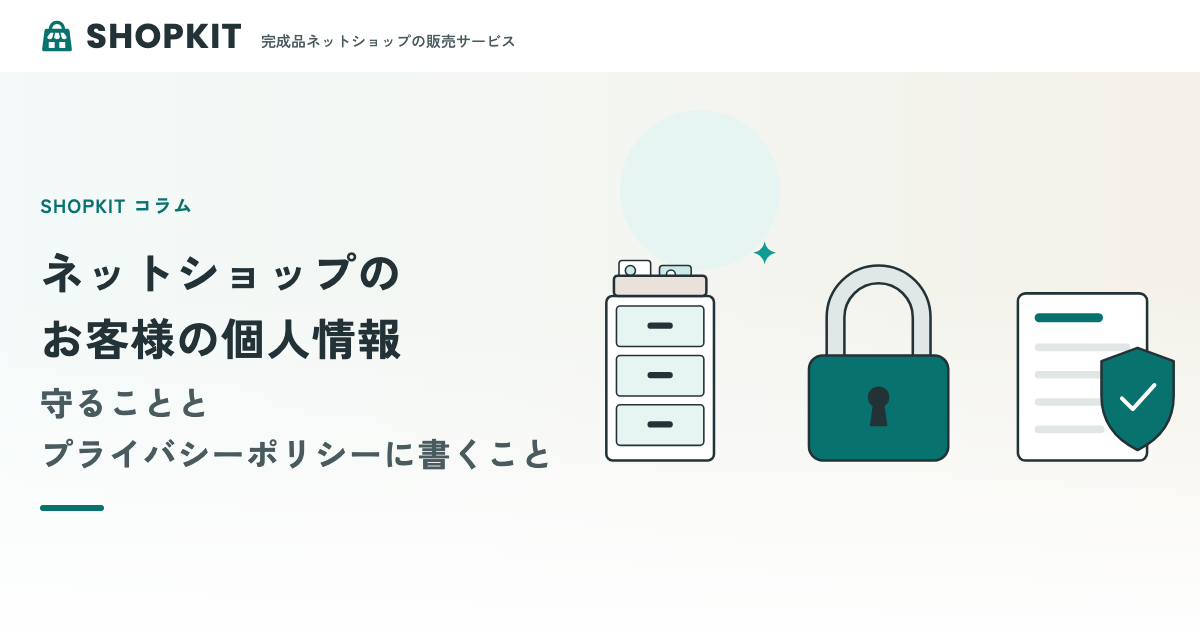 SHOPKIT 完成品ネットショップの販売サービス
SHOPKIT コラム
ネットショップの
お客様の個人情報
守ることと
プライバシーポリシーに書くこと